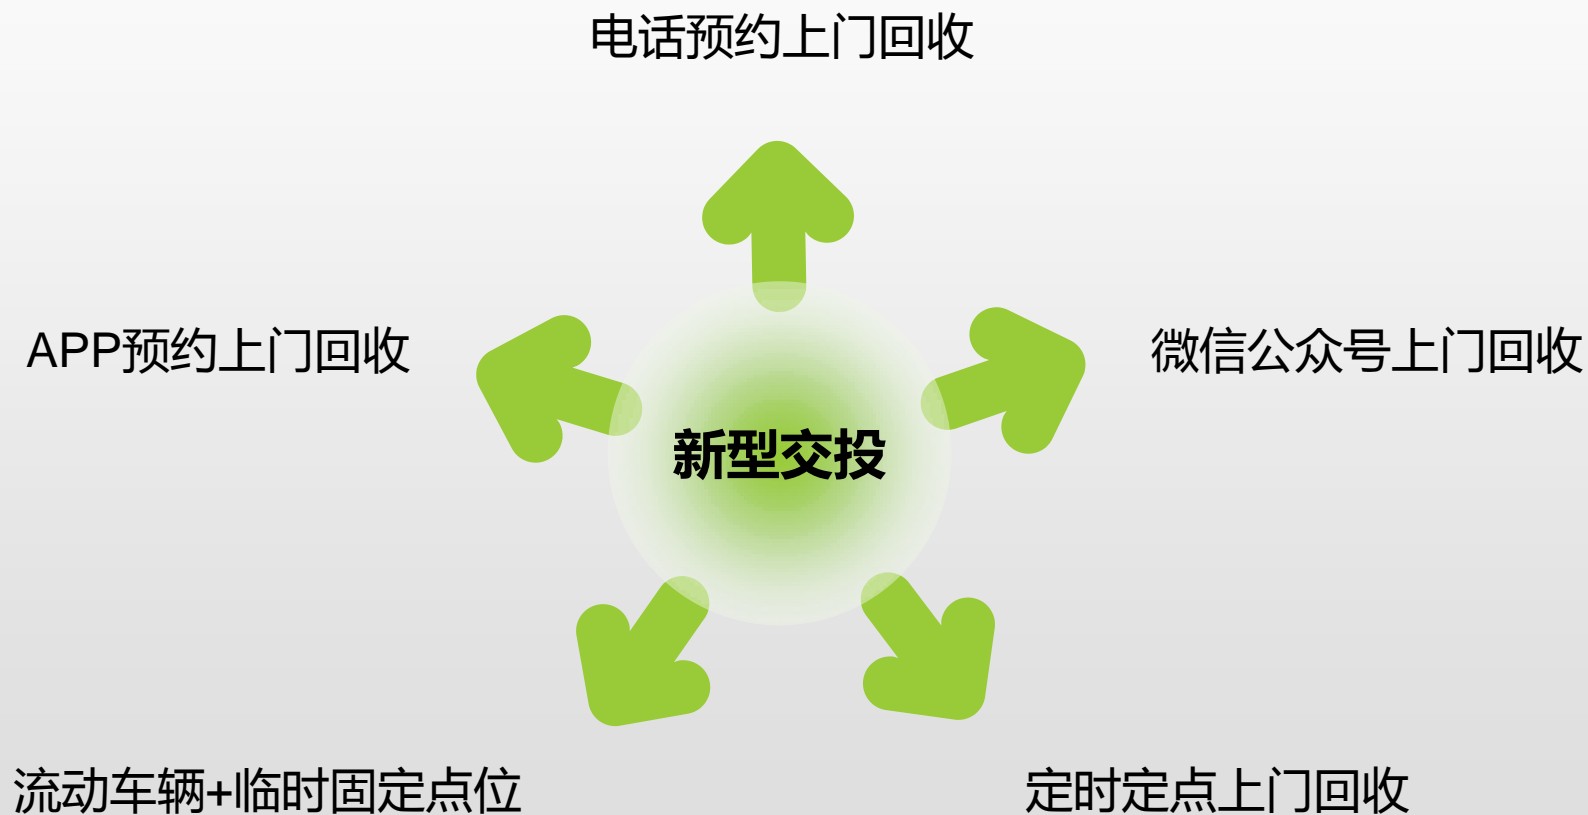 电话预约上门回收
APP预约上门回收
微信公众号上门回收
新型交投
流动车辆+临时固定点位
定时定点上门回收